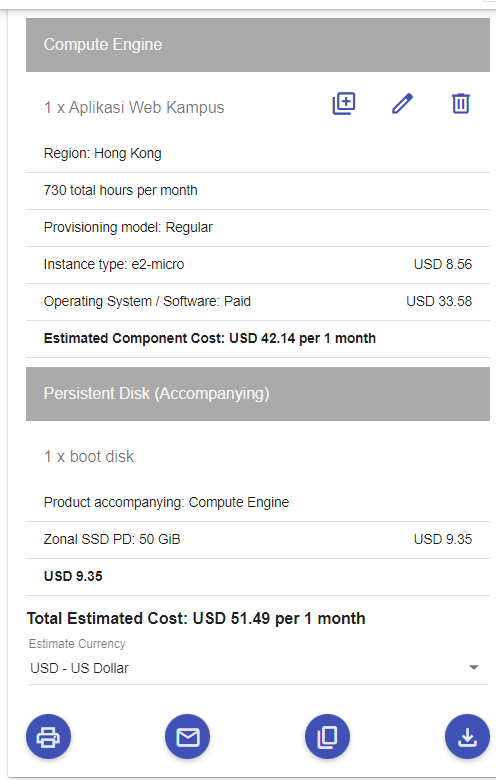 Compute Engine
1 x Aplikasi Web Kampus
Region: Hong Kong
730 total hours per month
Provisioning model: Regular
Instance type: e2-micro USD 8.56
Operating System / Software: Paid USD 33.58
Estimated Component Cost: USD 42.14 per 1 month
Persistent Disk (Accompanying)
1 x boot disk
Product accompanying: Compute Engine
Zonal SSD PD: 50 GiB USD 9.35
USD 9.35
Total Estimated Cost: USD 51.49 per 1 month
Estimate Currency
USD - US Dollar